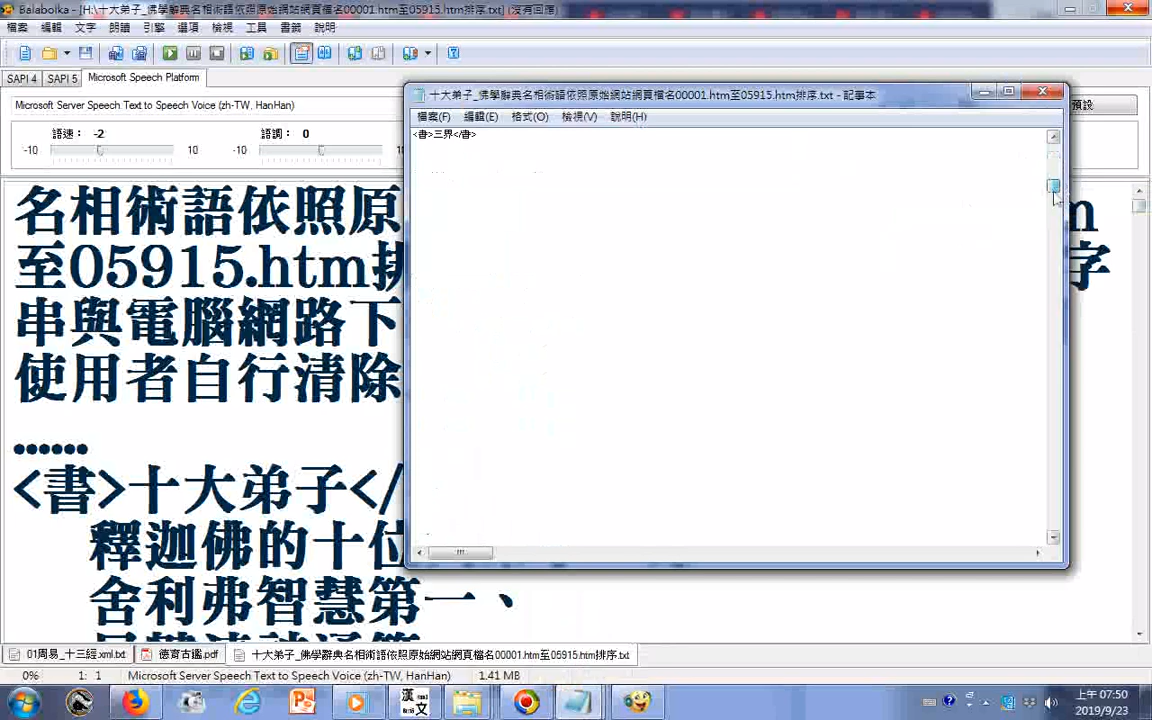 Balabolka - [H:\十大弟子_佛學辭典名相術語依照原始網站網頁檔名00001.htm至05915.htm排序.txt] (沒有回應)
檔案 編輯 文字 朗讀 引擎 選項 檢視 工具 書籤 說明
SAPI 4 SAPI 5 Microsoft Speech Platform
Microsoft Server Speech Text to Speech Voice (zh-TW, HanHan)
預設
語速： -2 語調： 0
-10 10 -10
十大弟子_佛學辭典名相術語依照原始網站網頁檔名00001.htm至05915.htm排序.txt - 記事本
檔案(F) 編輯(E) 格式(O) 檢視(V) 說明(H)
<書>三界</書>
名相術語依照原
至05915.htm排
字
串與電腦網路下
使用者自行清除
......
<書>十大弟子</
釋迦佛的十位
舍利弗智慧第一、
01周易_十三經.xml.txt 德育古鑑.pdf 十大弟子_佛學辭典名相術語依照原始網站網頁檔名00001.htm至05915.htm排序.txt
0% 1: 1 Microsoft Server Speech Text to Speech Voice (zh-TW, HanHan) 1.41 MB
漢文
上午 07:50
2019/9/23